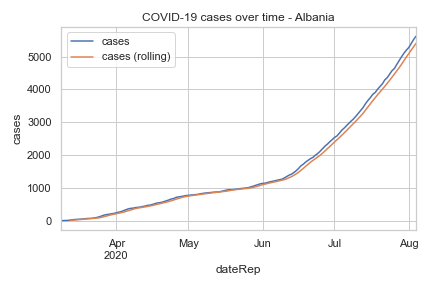 COVID-19 cases over time - Albania
cases
cases (rolling)
5000
4000
3000
2000
1000
0
cases
Apr
2020
May
Jun
Jul
Aug
dateRep